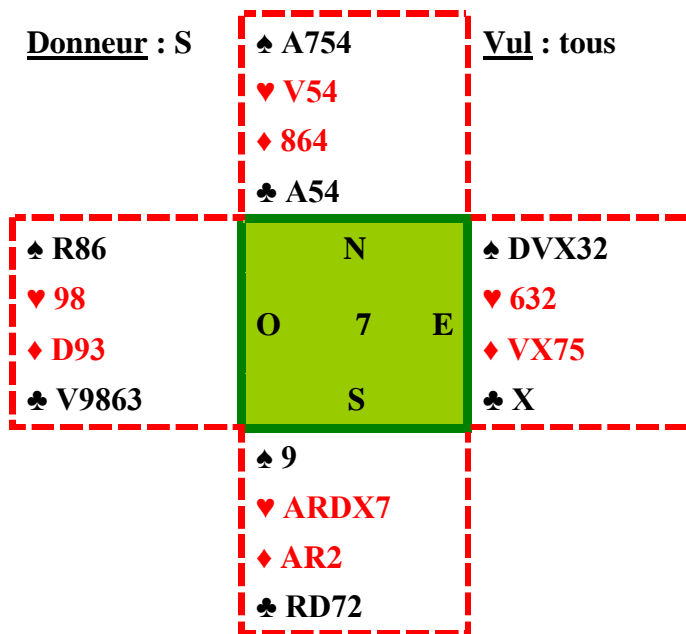 Donneur : S
♠ A754
Vul : tous
♥ V54
♦ 864
♣ A54
♠ R86
N
♠ DVX32
♥ 98
♥ 632
O 7 E
♦ D93
♦ VX75
♣ V9863
S
♣ X
♠ 9
♥ ARDX7
♦ AR2
♣ RD72